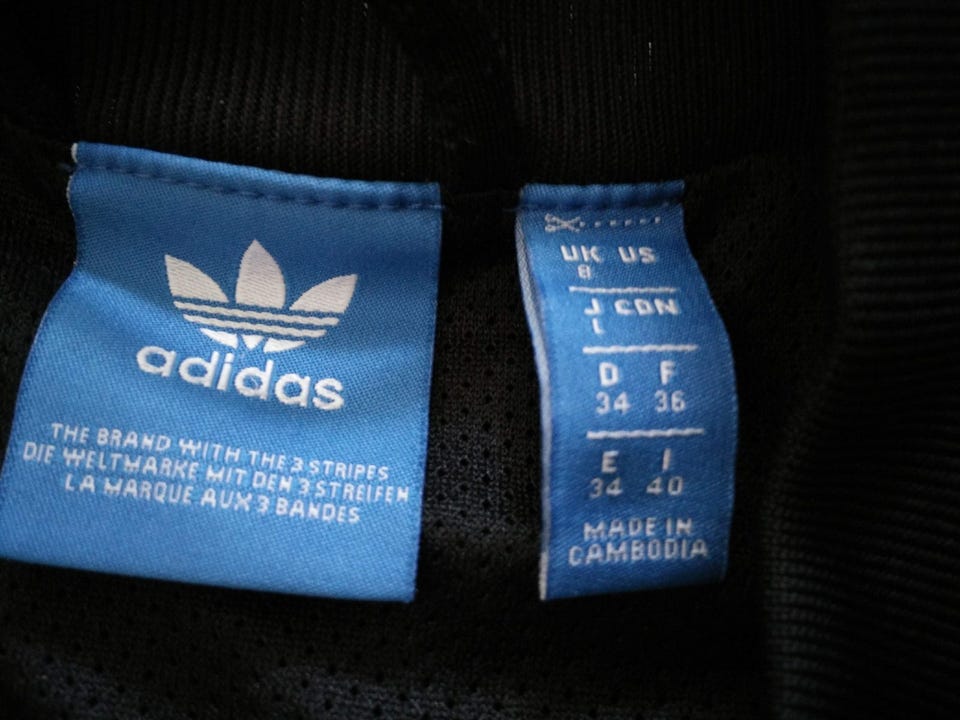 adidas
THE BRAND WITH THE 3 STRIPES
DIE WELTMARKE MIT DEN 3 STREIFEN
LA MARQUE AUX 3 BANDES
UK US
8
J CDN
L
D F
34 36
E I
34 40
MADE IN
CAMBODIA